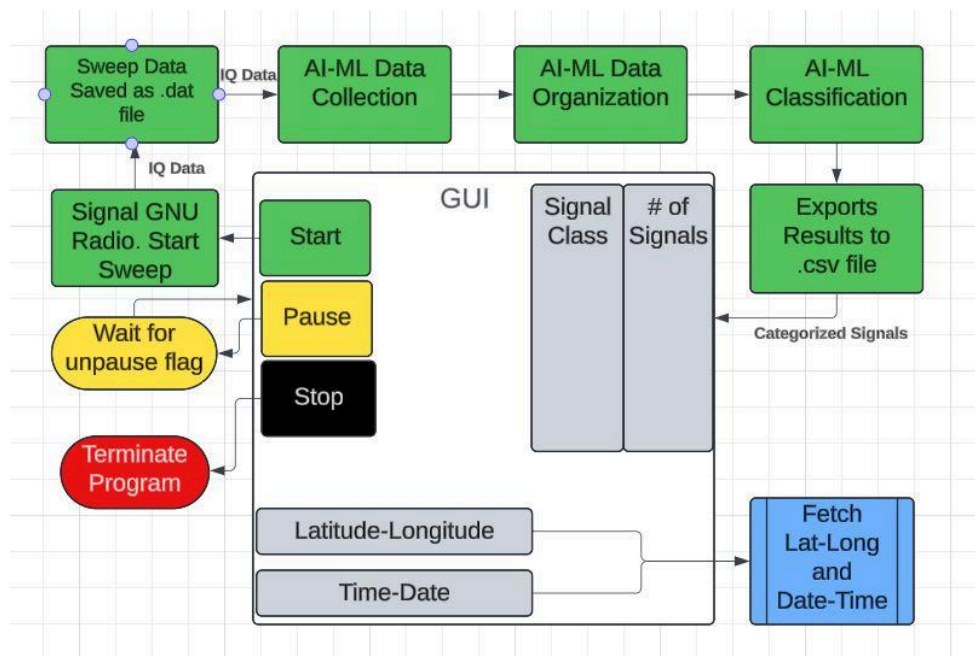 Sweep Data
Saved as .dat
file
IQ Data
AI-ML Data
Collection
AI-ML Data
Organization
AI-ML
Classification
IQ Data
Signal GNU
Radio. Start
Sweep
GUI
Start
Signal
Class
# of
Signals
Exports
Results to
.csv file
Wait for
unpause flag
Pause
Categorized Signals
Stop
Terminate
Program
Latitude-Longitude
Time-Date
Fetch
Lat-Long
and
Date-Time